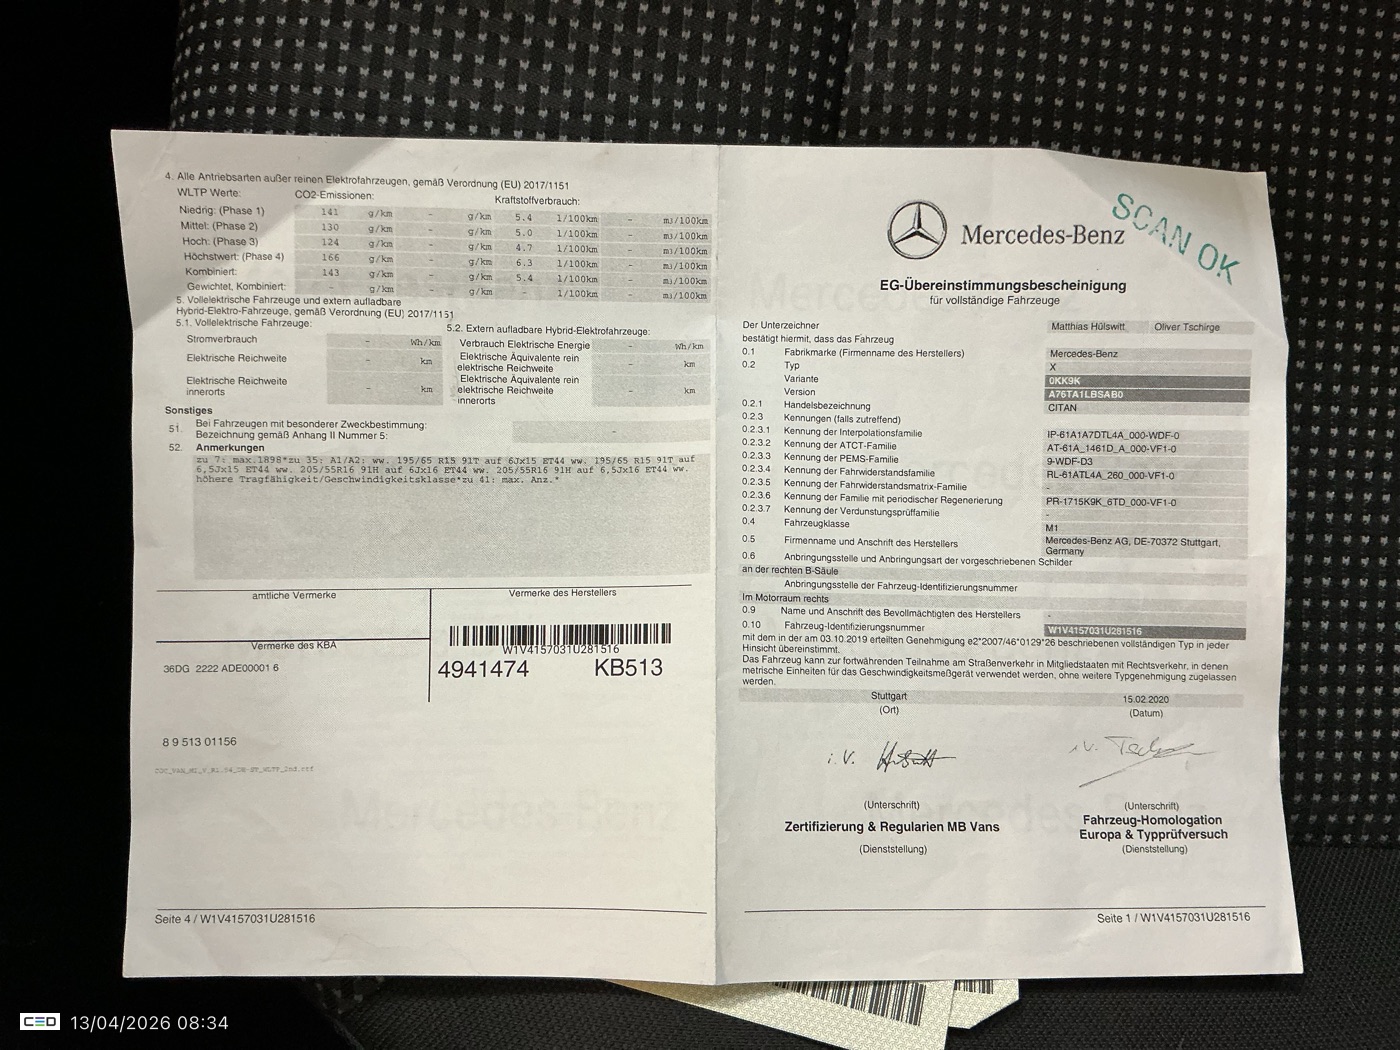 4. Alle Antriebsarten außer reinen Elektrofahrzeugen, gemäß Verordnung (EU) 2017/1151
WLTP Werte: CO2-Emissionen: Kraftstoffverbrauch:
Niedrig: (Phase 1) 141 g/km - g/km 5.4 l/100km - m3/100km
Mittel: (Phase 2) 130 g/km - g/km 5.0 l/100km - m3/100km
Hoch: (Phase 3) 124 g/km - g/km 4.7 l/100km - m3/100km
Höchstwert: (Phase 4) 166 g/km - g/km 6.3 l/100km - m3/100km
Kombiniert: 143 g/km - g/km 5.4 l/100km - m3/100km
Gewichtet, Kombiniert: - g/km - g/km - l/100km - m3/100km
5. Vollelektrische Fahrzeuge und extern aufladbare
Hybrid-Elektro-Fahrzeuge, gemäß Verordnung (EU) 2017/1151
5.1. Vollelektrische Fahrzeuge:
Stromverbrauch - Wh/km
Elektrische Reichweite - km
Elektrische Reichweite
innerorts - km
5.2. Extern aufladbare Hybrid-Elektrofahrzeuge:
Verbrauch Elektrische Energie - Wh/km
Elektrische Äquivalente rein
elektrische Reichweite - km
Elektrische Äquivalente rein
elektrische Reichweite - km
innerorts
Sonstiges
51. Bei Fahrzeugen mit besonderer Zweckbestimmung:
Bezeichnung gemäß Anhang II Nummer 5: -
52. Anmerkungen
zu 7: max.1898*zu 35: A1/A2: ww. 195/65 R15 91T auf 6Jx15 ET44 ww. 195/65 R15 91T auf
6,5Jx15 ET44 ww. 205/55R16 91H auf 6Jx16 ET44 ww. 205/55R16 91H auf 6,5Jx16 ET44 ww.
höhere Tragfähigkeit/Geschwindigkeitsklasse*zu 41: max. Anz.*
amtliche Vermerke
Vermerke des Herstellers
W1V4157031U281516
4941474 KB513
Vermerke des KBA
36DG 2222 ADE00001 6
8 9 513 01156
Seite 4 / W1V4157031U281516
SCAN OK
Mercedes-Benz
EG-Übereinstimmungsbescheinigung
für vollständige Fahrzeuge
Der Unterzeichner Matthias Hülswitt Oliver Tschirge
bestätigt hiermit, dass das Fahrzeug
0.1 Fabrikmarke (Firmenname des Herstellers) Mercedes-Benz
0.2 Typ X
Variante 0KK9K
Version A76TA1LBSAB0
0.2.1 Handelsbezeichnung CITAN
0.2.3 Kennungen (falls zutreffend)
0.2.3.1 Kennung der Interpolationsfamilie IP-61A1A7DTL4A_000-WDF-0
0.2.3.2 Kennung der ATCT-Familie AT-61A_1461D_A_000-VF1-0
0.2.3.3 Kennung der PEMS-Familie 9-WDF-D3
0.2.3.4 Kennung der Fahrwiderstandsfamilie RL-61ATL4A_260_000-VF1-0
0.2.3.5 Kennung der Fahrwiderstandsmatrix-Familie -
0.2.3.6 Kennung der Familie mit periodischer Regenerierung PR-1715K9K_6TD_000-VF1-0
0.2.3.7 Kennung der Verdunstungsprüffamilie -
0.4 Fahrzeugklasse M1
0.5 Firmenname und Anschrift des Herstellers Mercedes-Benz AG, DE-70372 Stuttgart,
Germany
0.6 Anbringungsstelle und Anbringungsart der vorgeschriebenen Schilder
an der rechten B-Säule
Anbringungsstelle der Fahrzeug-Identifizierungsnummer
Im Motorraum rechts
0.9 Name und Anschrift des Bevollmächtigten des Herstellers -
0.10 Fahrzeug-Identifizierungsnummer W1V4157031U281516
mit dem in der am 03.10.2019 erteilten Genehmigung e2*2007/46*0129*26 beschriebenen vollständigen Typ in jeder
Hinsicht übereinstimmt.
Das Fahrzeug kann zur fortwährenden Teilnahme am Straßenverkehr in Mitgliedstaaten mit Rechtsverkehr, in denen
metrische Einheiten für das Geschwindigkeitsmeßgerät verwendet werden, ohne weitere Typgenehmigung zugelassen
werden.
Stuttgart 15.02.2020
(Ort) (Datum)
i. V. i. V.
(Unterschrift) (Unterschrift)
Zertifizierung & Regularien MB Vans
(Dienststellung)
Fahrzeug-Homologation
Europa & Typprüfversuch
(Dienststellung)
Seite 1 / W1V4157031U281516
CED 13/04/2026 08:34